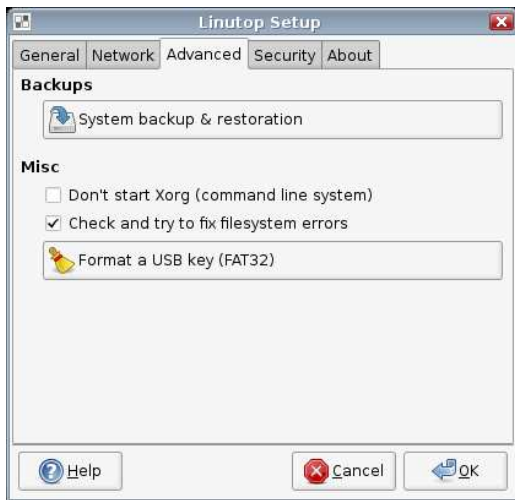 Linutop Setup
General Network Advanced Security About
Backups
System backup & restoration
Misc
Don't start Xorg (command line system)
Check and try to fix filesystem errors
Format a USB key (FAT32)
Help Cancel OK